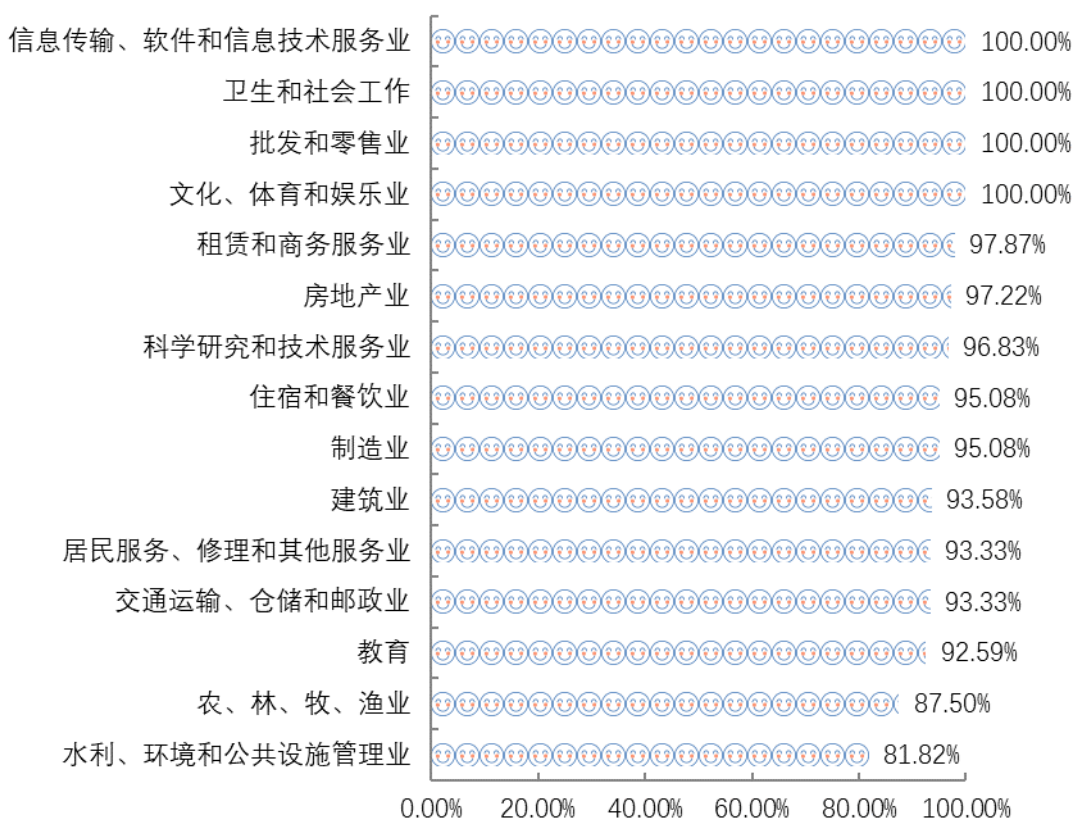 信息传输、软件和信息技术服务业 100.00%
卫生和社会工作 100.00%
批发和零售业 100.00%
文化、体育和娱乐业 100.00%
租赁和商务服务业 97.87%
房地产业 97.22%
科学研究和技术服务业 96.83%
住宿和餐饮业 95.08%
制造业 95.08%
建筑业 93.58%
居民服务、修理和其他服务业 93.33%
交通运输、仓储和邮政业 93.33%
教育 92.59%
农、林、牧、渔业 87.50%
水利、环境和公共设施管理业 81.82%
0.00% 20.00% 40.00% 60.00% 80.00% 100.00%